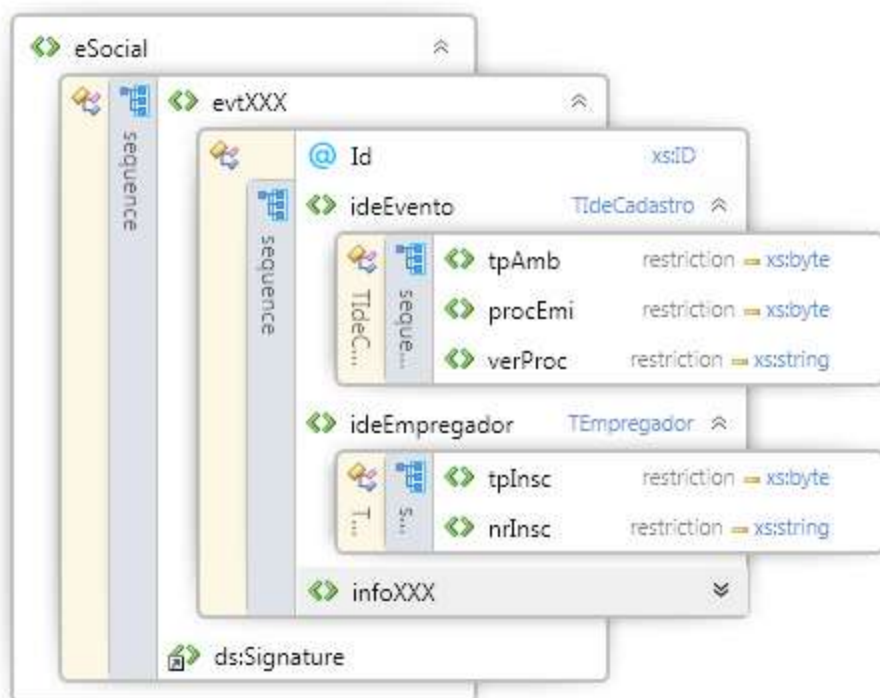 eSocial
sequence
evtXXX
sequence
@ Id xs:ID
ideEvento TIdeCadastro
TIdeC...
seque...
tpAmb restriction xs:byte
procEmi restriction xs:byte
verProc restriction xs:string
ideEmpregador TEmpregador
T...
s...
tpInsc restriction xs:byte
nrInsc restriction xs:string
infoXXX
ds:Signature